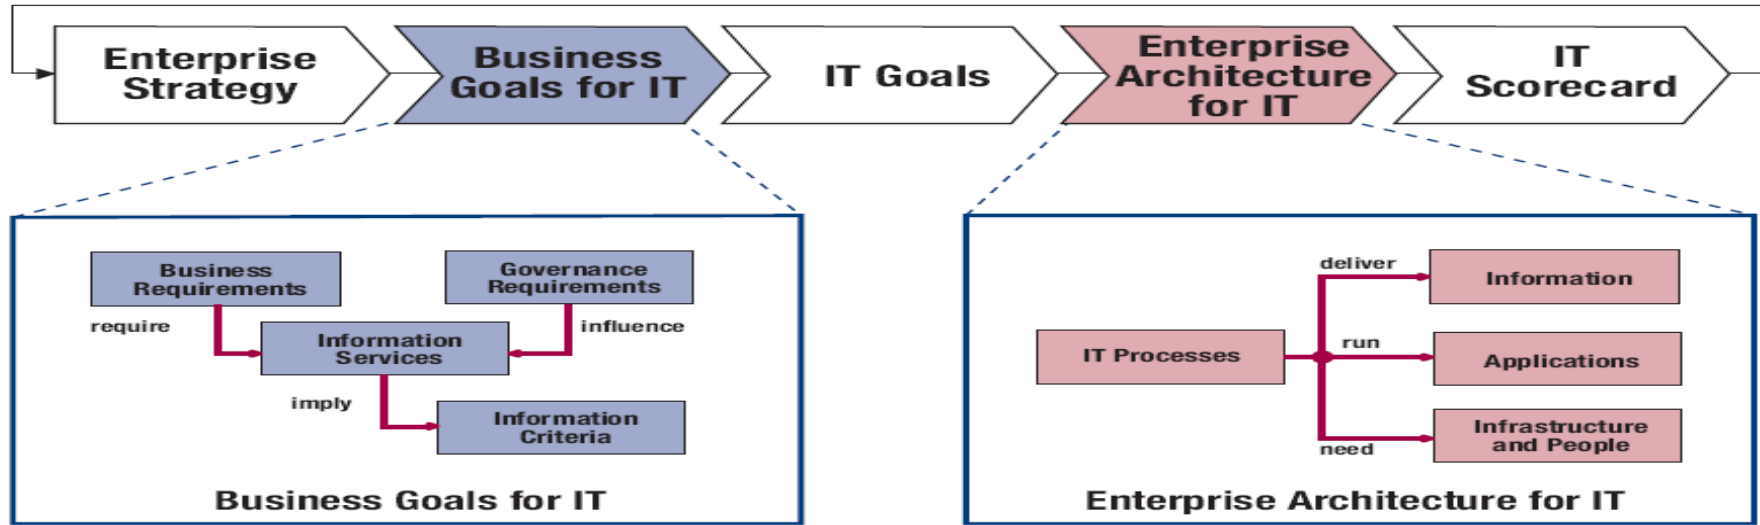 Enterprise
Strategy
Business
Goals for IT
IT Goals
Enterprise
Architecture
for IT
IT
Scorecard
Business
Requirements
Governance
Requirements
require
influence
Information
Services
imply
Information
Criteria
Business Goals for IT
deliver
Information
IT Processes
run
Applications
need
Infrastructure
and People
Enterprise Architecture for IT